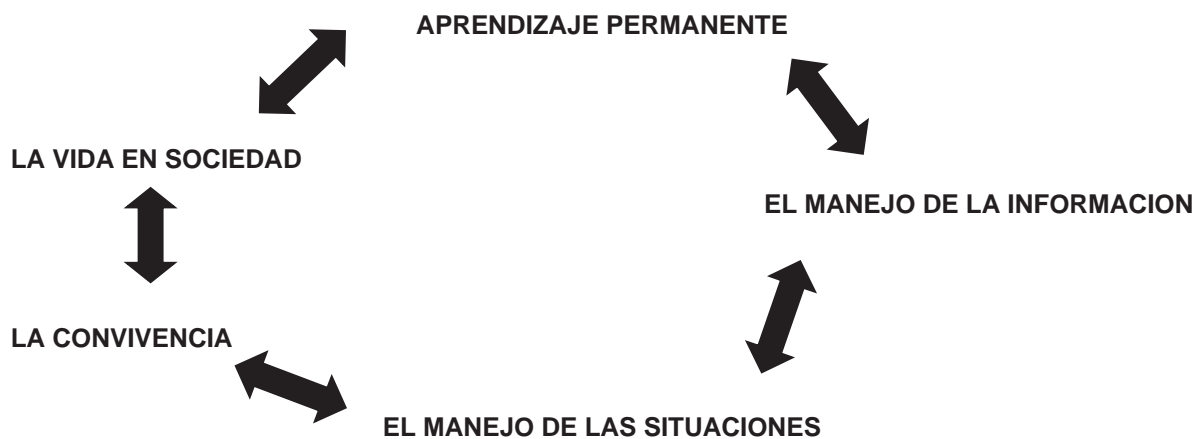 APRENDIZAJE PERMANENTE
LA VIDA EN SOCIEDAD
EL MANEJO DE LA INFORMACION
LA CONVIVENCIA
EL MANEJO DE LAS SITUACIONES